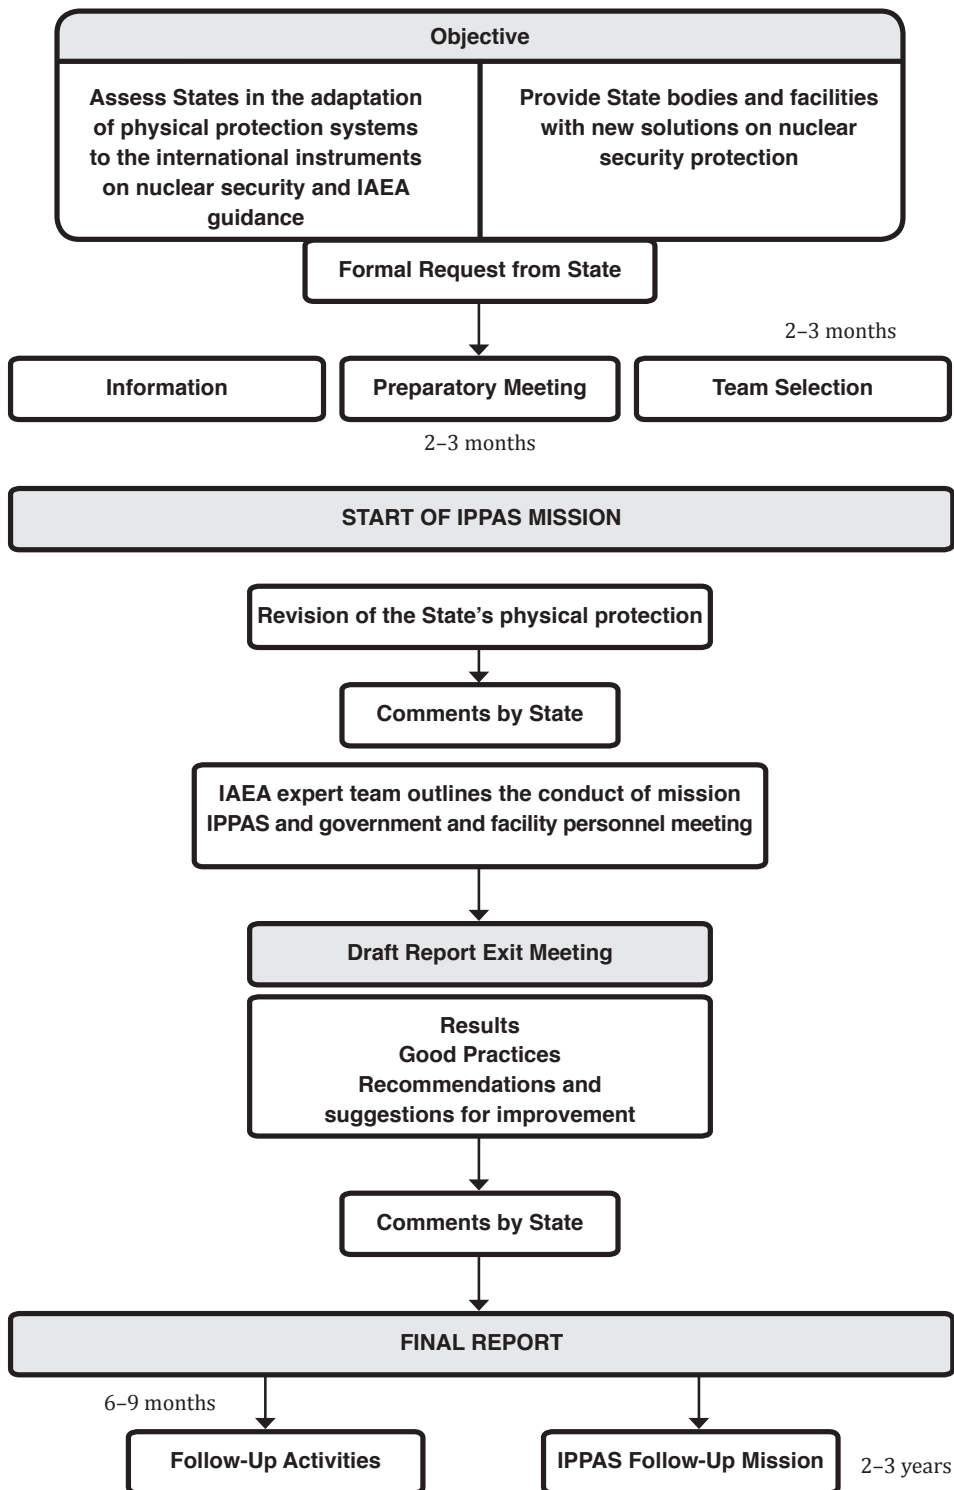 Objective
Assess States in the adaptation
of physical protection systems
to the international instruments
on nuclear security and IAEA
guidance
Provide State bodies and facilities
with new solutions on nuclear
security protection
Formal Request from State
2–3 months
Information
Preparatory Meeting
Team Selection
2–3 months
START OF IPPAS MISSION
Revision of the State's physical protection
Comments by State
IAEA expert team outlines the conduct of mission
IPPAS and government and facility personnel meeting
Draft Report Exit Meeting
Results
Good Practices
Recommendations and
suggestions for improvement
Comments by State
FINAL REPORT
6–9 months
Follow-Up Activities
IPPAS Follow-Up Mission
2–3 years